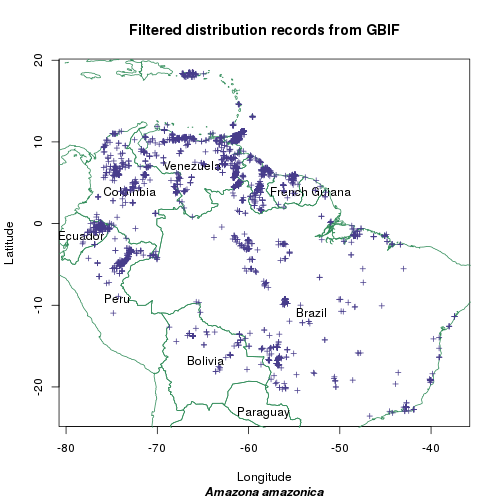 Filtered distribution records from GBIF
20
10
0
-10
-20
Latitude
Venezuela
Colombia
French Guiana
Ecuador
Peru
Brazil
Bolivia
Paraguay
-80 -70 -60 -50 -40
Longitude
Amazona amazonica